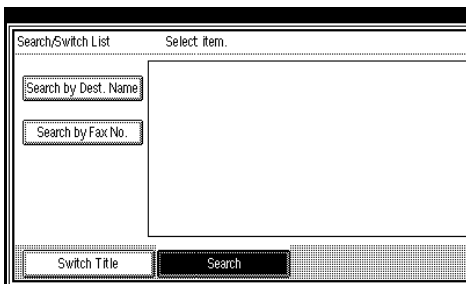 Search/Switch List Select item.
Search by Dest. Name
Search by Fax No.
Switch Title Search